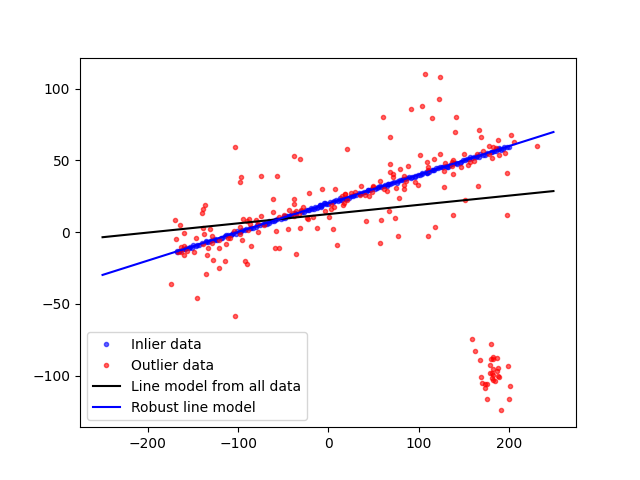 100
50
0
−50
−100
Inlier data
Outlier data
Line model from all data
Robust line model
−200 −100 0 100 200